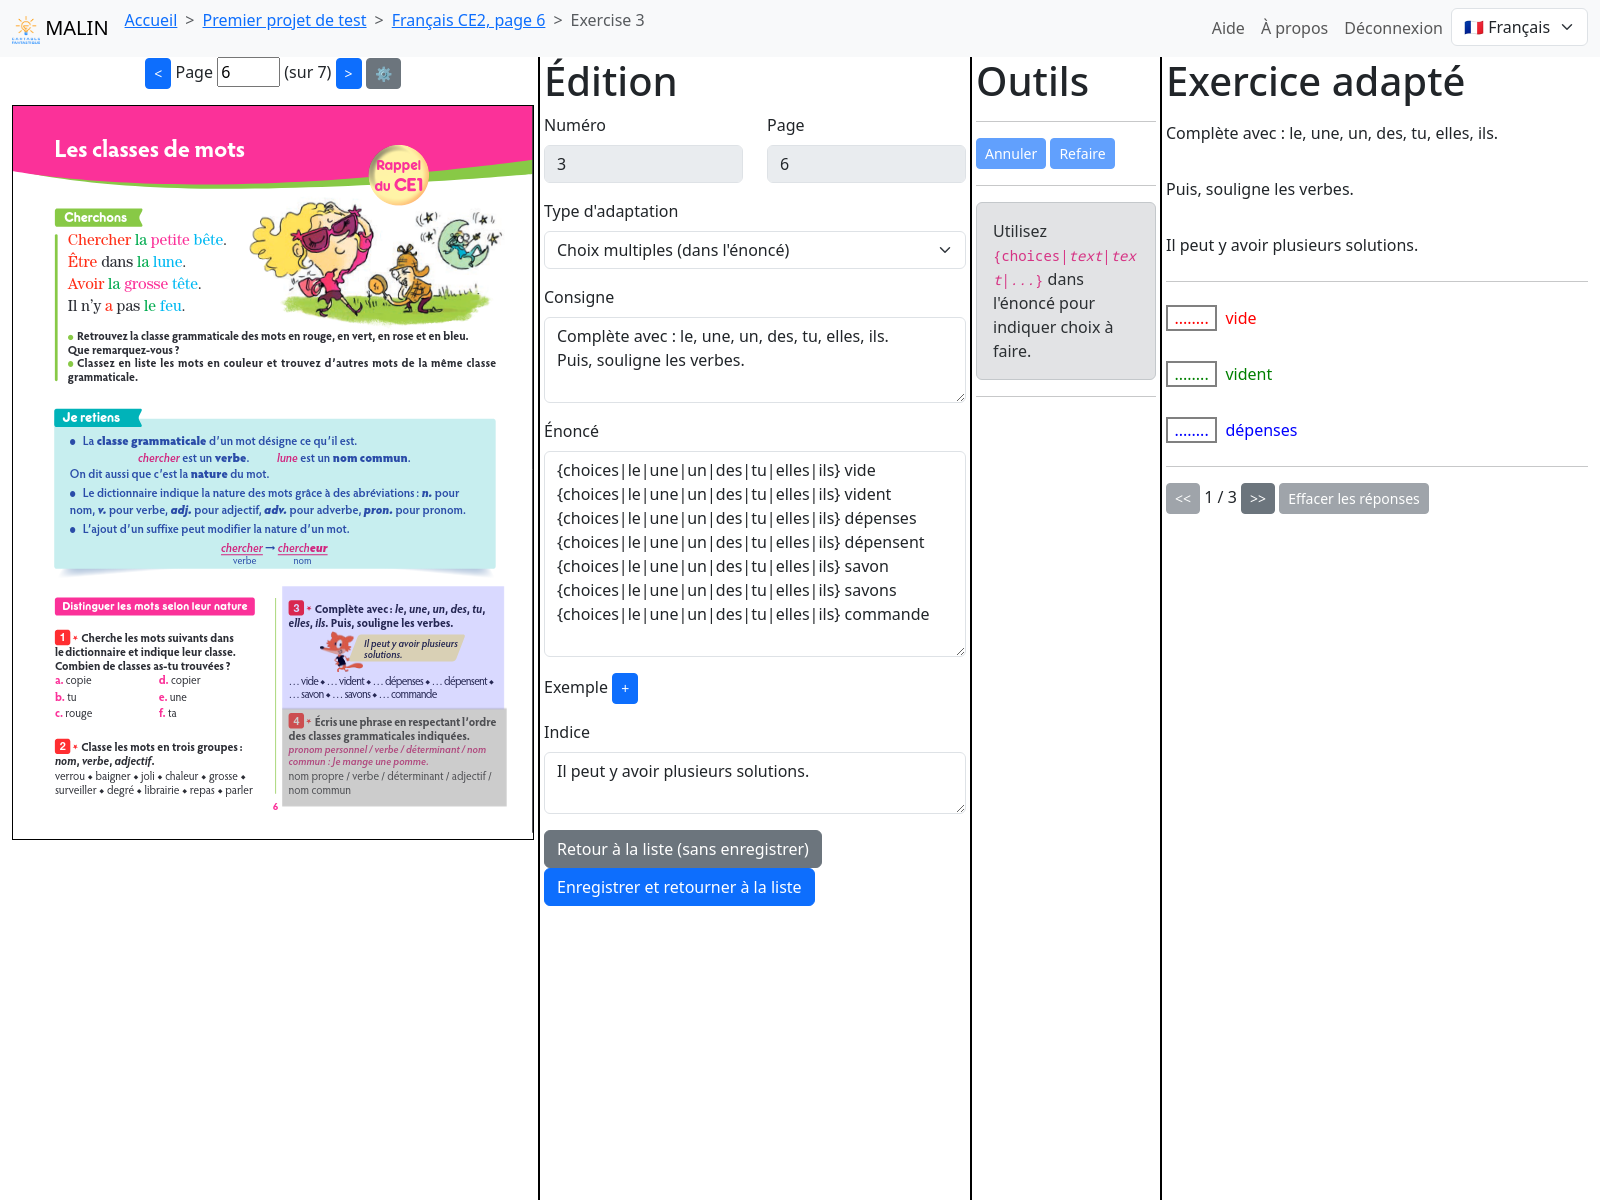 MALIN Accueil > Premier projet de test > Français CE2, page 6 > Exercise 3 Aide À propos Déconnexion 🇫🇷 Français
< Page 6 (sur 7) > ⚙️
Les classes de mots
Rappel
du CE1
Cherchons
Chercher la petite bête.
Être dans la lune.
Avoir la grosse tête.
Il n'y a pas le feu.
● Retrouvez la classe grammaticale des mots en rouge, en vert, en rose et en bleu.
Que remarquez-vous ?
● Classez en liste les mots en couleur et trouvez d'autres mots de la même classe
grammaticale.
Je retiens
● La classe grammaticale d'un mot désigne ce qu'il est.
chercher est un verbe. lune est un nom commun.
On dit aussi que c'est la nature du mot.
● Le dictionnaire indique la nature des mots grâce à des abréviations : n. pour
nom, v. pour verbe, adj. pour adjectif, adv. pour adverbe, pron. pour pronom.
● L'ajout d'un suffixe peut modifier la nature d'un mot.
chercher → chercheur
verbe nom
Distinguer les mots selon leur nature
1 * Cherche les mots suivants dans
le dictionnaire et indique leur classe.
Combien de classes as-tu trouvées ?
a. copie d. copier
b. tu e. une
c. rouge f. ta
2 * Classe les mots en trois groupes :
nom, verbe, adjectif.
verrou ♦ baigner ♦ joli ♦ chaleur ♦ grosse ♦
surveiller ♦ degré ♦ librairie ♦ repas ♦ parler
3 * Complète avec : le, une, un, des, tu,
elles, ils. Puis, souligne les verbes.
Il peut y avoir plusieurs
solutions.
... vide ♦ ... vident ♦ ... dépenses ♦ ... dépensent ♦
... savon ♦ ... savons ♦ ... commande
4 * Écris une phrase en respectant l'ordre
des classes grammaticales indiquées.
pronom personnel / verbe / déterminant / nom
commun : Je mange une pomme.
nom propre / verbe / déterminant / adjectif /
nom commun
6
Édition
Numéro Page
3 6
Type d'adaptation
Choix multiples (dans l'énoncé)
Consigne
Complète avec : le, une, un, des, tu, elles, ils.
Puis, souligne les verbes.
Énoncé
{choices|le|une|un|des|tu|elles|ils} vide
{choices|le|une|un|des|tu|elles|ils} vident
{choices|le|une|un|des|tu|elles|ils} dépenses
{choices|le|une|un|des|tu|elles|ils} dépensent
{choices|le|une|un|des|tu|elles|ils} savon
{choices|le|une|un|des|tu|elles|ils} savons
{choices|le|une|un|des|tu|elles|ils} commande
Exemple +
Indice
Il peut y avoir plusieurs solutions.
Retour à la liste (sans enregistrer)
Enregistrer et retourner à la liste
Outils
Annuler Refaire
Utilisez
{choices|text|tex
t|...} dans
l'énoncé pour
indiquer choix à
faire.
Exercice adapté
Complète avec : le, une, un, des, tu, elles, ils.
Puis, souligne les verbes.
Il peut y avoir plusieurs solutions.
........ vide
........ vident
........ dépenses
<< 1 / 3 >> Effacer les réponses